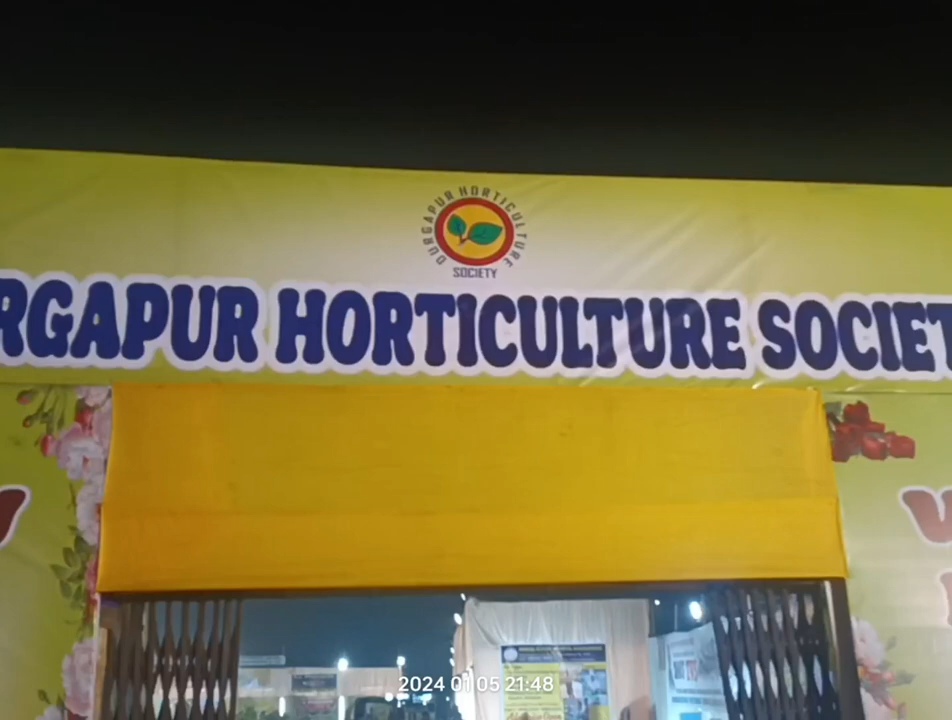 DURGAPUR HORTICULTURE
SOCIETY
RGAPUR HORTICULTURE SOCIET
2024 01 05 21:48